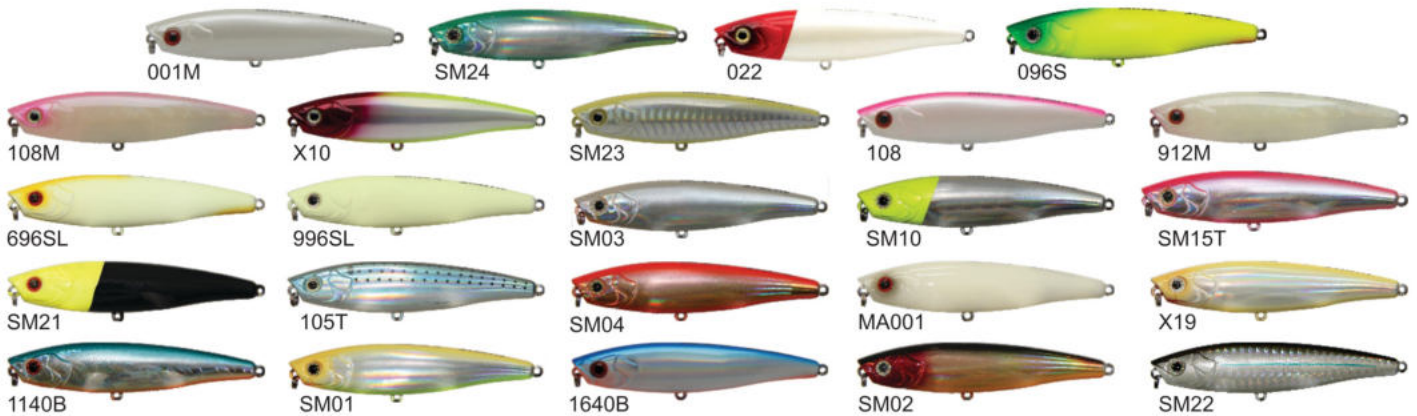 001M
SM24
022
096S
108M
X10
SM23
108
912M
696SL
996SL
SM03
SM10
SM15T
SM21
105T
SM04
MA001
X19
1140B
SM01
1640B
SM02
SM22